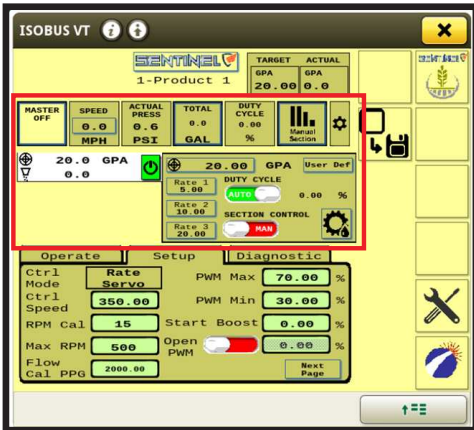 ISOBUS VT
SENTINEL
1-Product 1
TARGET ACTUAL
GPA GPA
20.00 0.0
MASTER OFF
SPEED
0.0
MPH
ACTUAL PRESS
0.6
PSI
TOTAL
0.0
GAL
DUTY CYCLE
0.00
%
Manual Section
20.0 GPA
0.0
20.00 GPA User Def
Rate 1
5.00
DUTY CYCLE
AUTO 0.00 %
Rate 2
10.00
SECTION CONTROL
MAN
Rate 3
20.00
Operate Setup Diagnostic
Ctrl Mode Rate Servo PWM Max 70.00 %
Ctrl Speed 350.00 PWM Min 30.00 %
RPM Cal 15 Start Boost 0.00 %
Max RPM 500 Open PWM 0.00 %
Flow Cal PPG 2000.00 Next Page